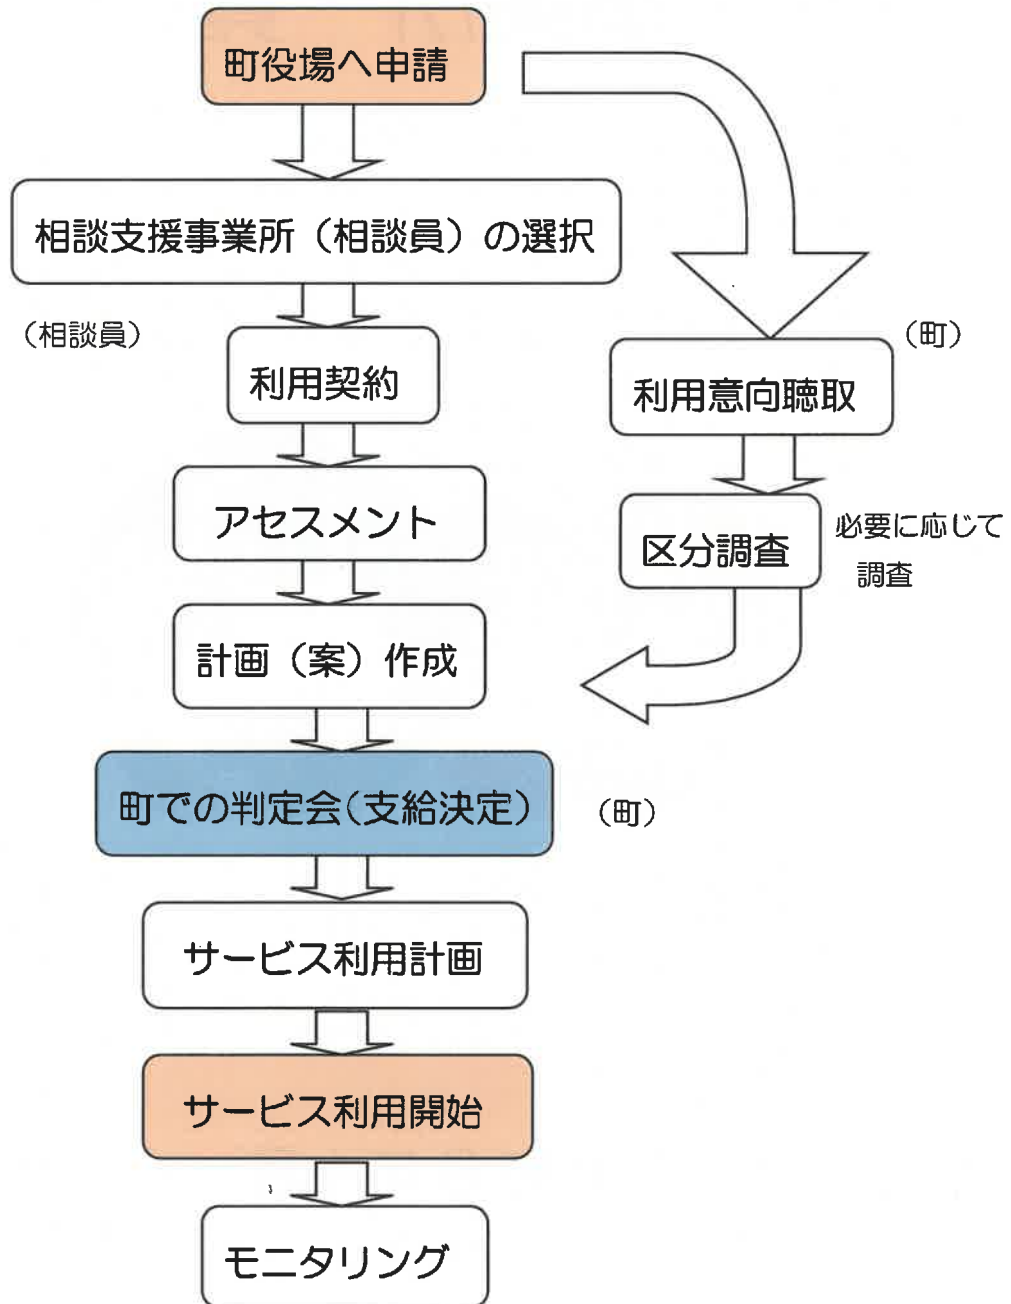 町役場へ申請
相談支援事業所（相談員）の選択
（相談員）
利用契約
アセスメント
計画（案）作成
（町）
利用意向聴取
区分調査
必要に応じて
調査
町での判定会（支給決定）
（町）
サービス利用計画
サービス利用開始
モニタリング